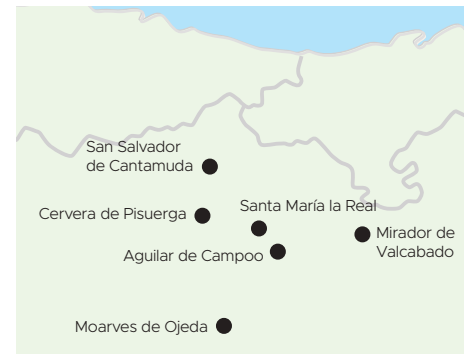 San Salvador
de Cantamuda
Cervera de Pisuerga
Santa María la Real
Mirador de
Valcabado
Aguilar de Campoo
Moarves de Ojeda